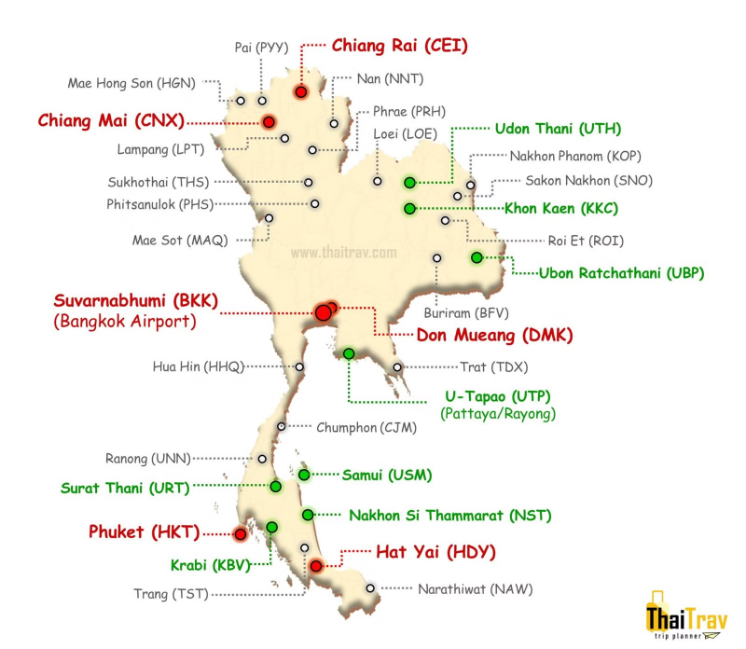 Pai (PYY)
Chiang Rai (CEI)
Mae Hong Son (HGN)
Nan (NNT)
Chiang Mai (CNX)
Phrae (PRH)
Loei (LOE)
Udon Thani (UTH)
Lampang (LPT)
Nakhon Phanom (KOP)
Sukhothai (THS)
Sakon Nakhon (SNO)
Phitsanulok (PHS)
Khon Kaen (KKC)
Mae Sot (MAQ)
Roi Et (ROI)
www.thaitrav.com
Ubon Ratchathani (UBP)
Suvarnabhumi (BKK)
(Bangkok Airport)
Buriram (BFV)
Don Mueang (DMK)
Hua Hin (HHQ)
Trat (TDX)
U-Tapao (UTP)
(Pattaya/Rayong)
Chumphon (CJM)
Ranong (UNN)
Samui (USM)
Surat Thani (URT)
Nakhon Si Thammarat (NST)
Phuket (HKT)
Hat Yai (HDY)
Krabi (KBV)
Trang (TST)
Narathiwat (NAW)
ThaiTrav
trip planner